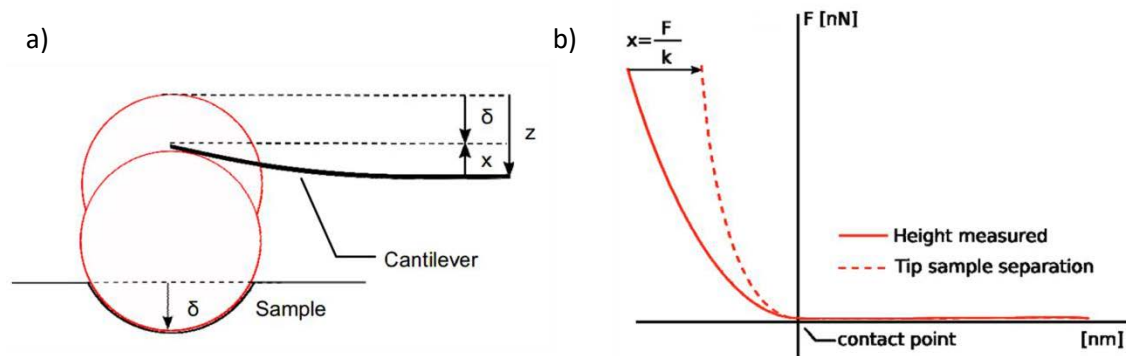 a)
δ
z
x
Cantilever
δ
Sample
b)
F [nN]
x=F/k
Height measured
Tip sample separation
contact point
[nm]